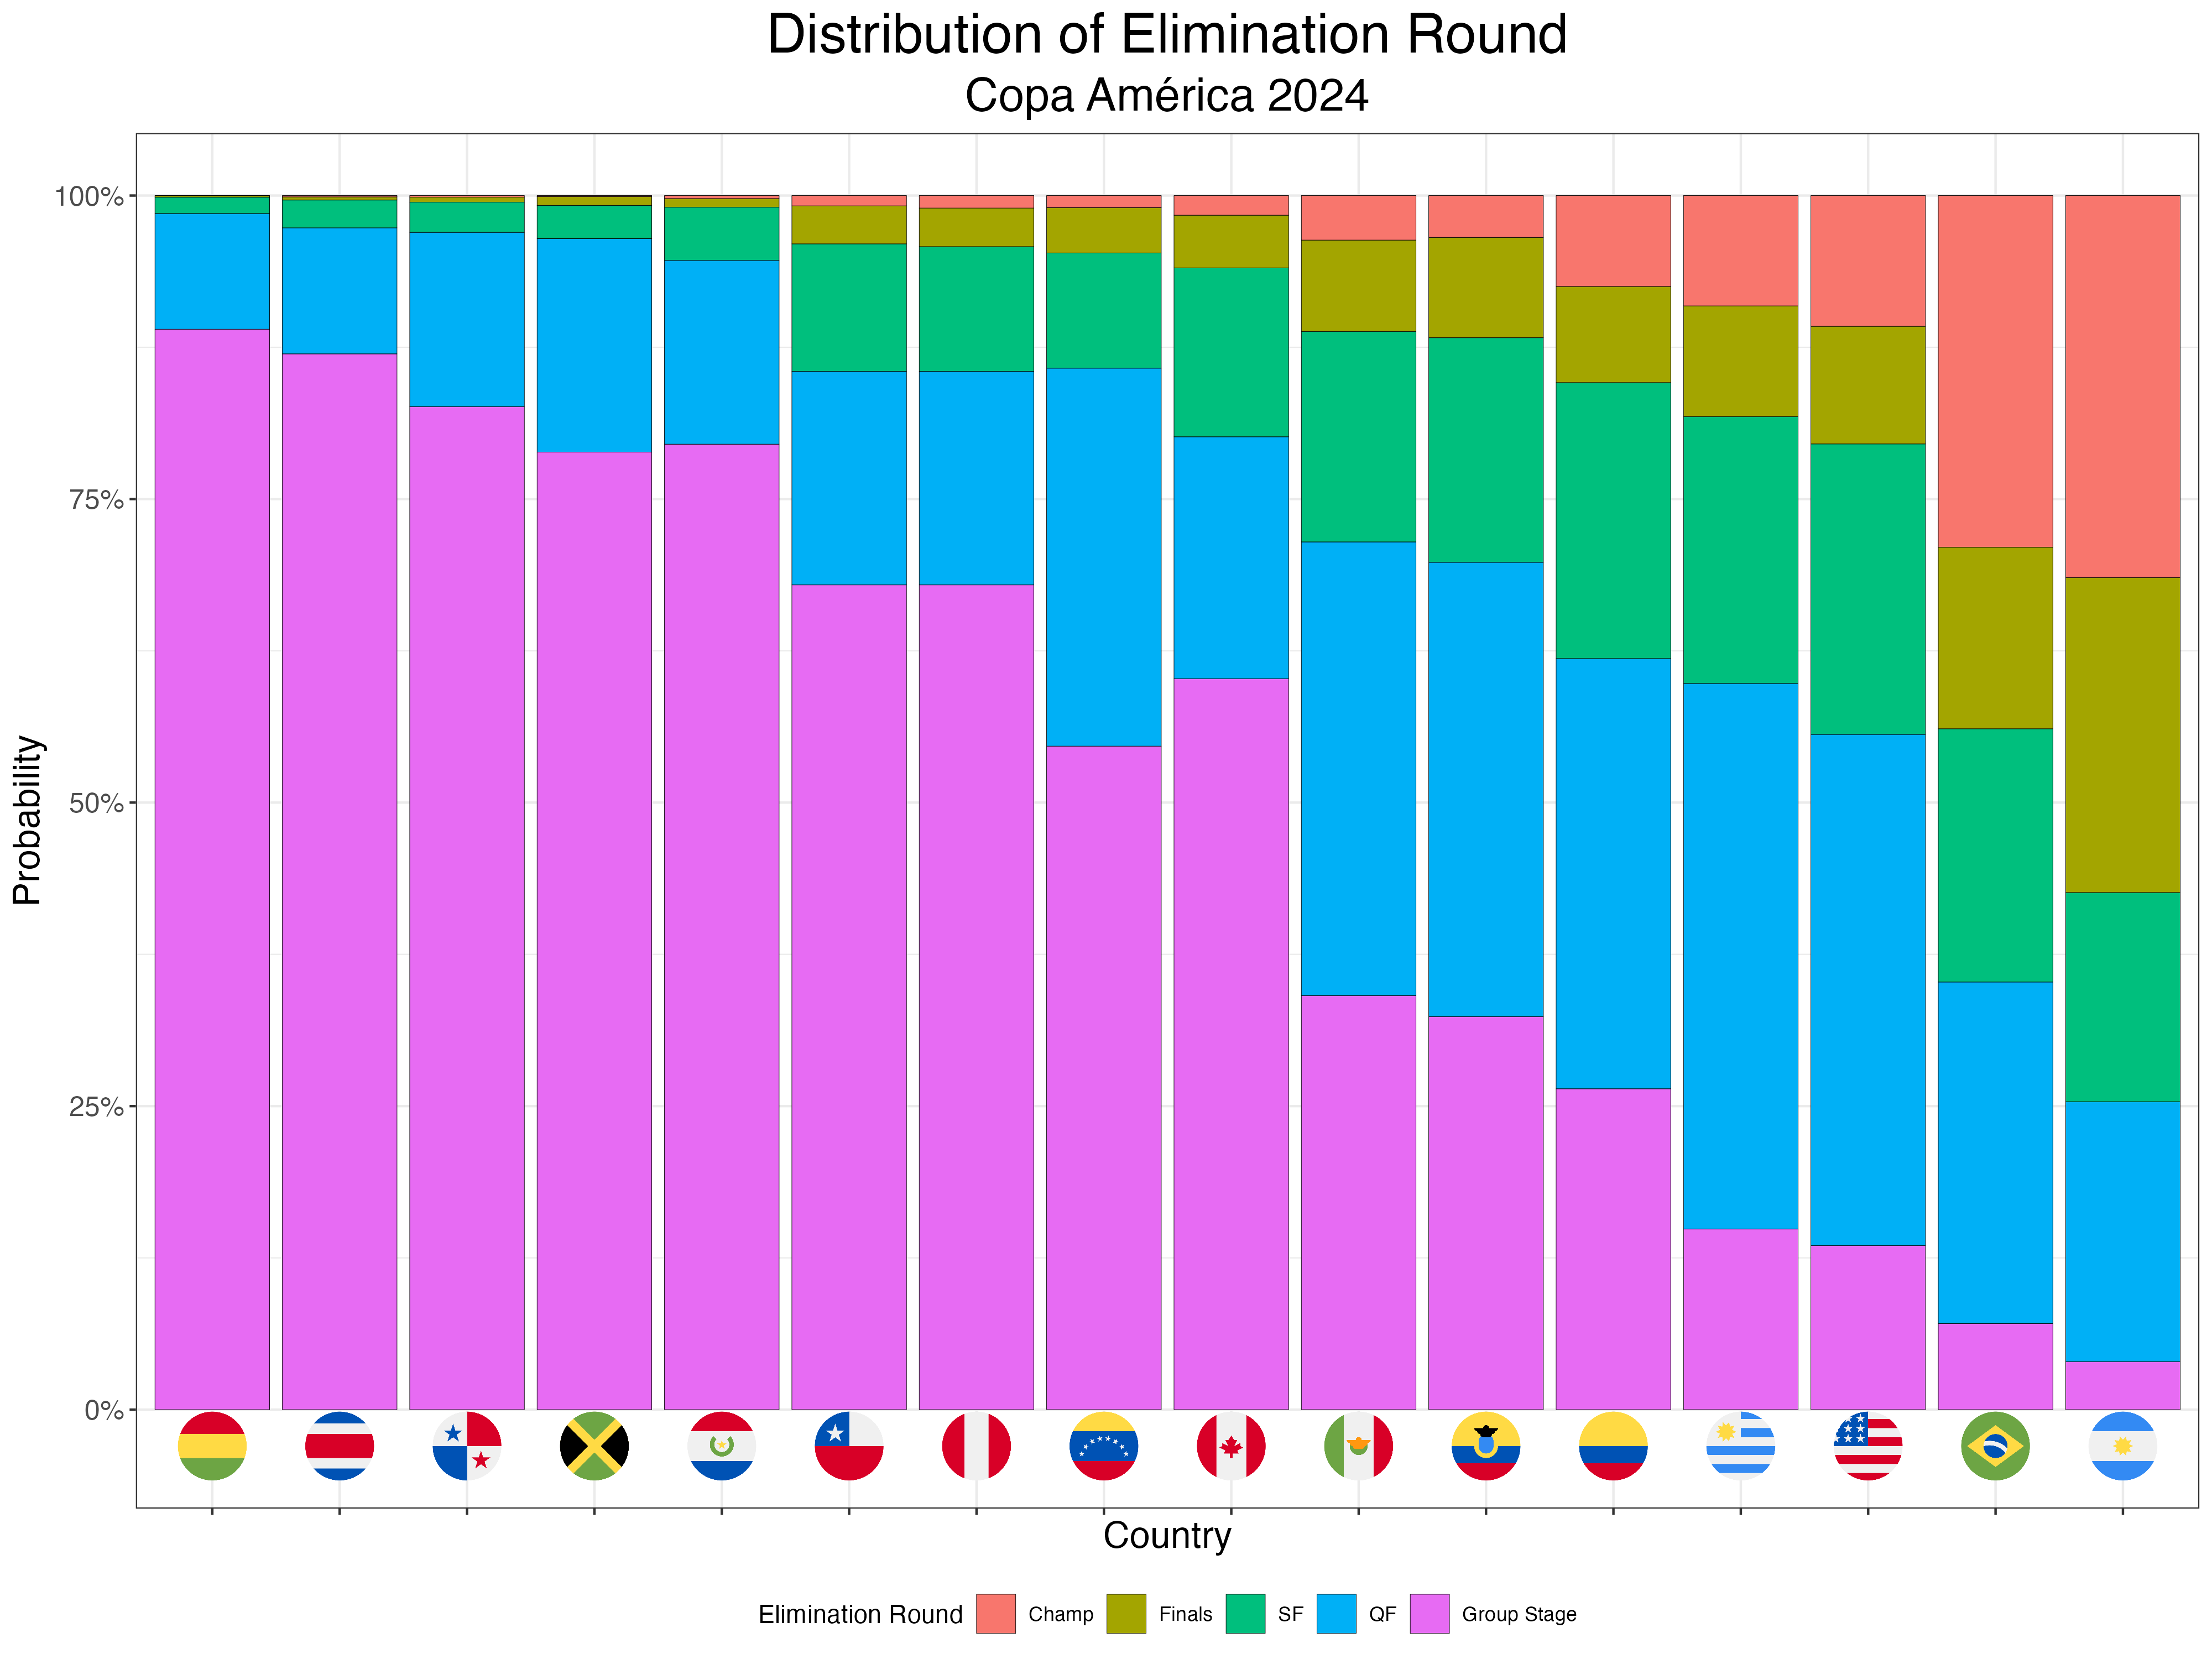 Distribution of Elimination Round
Copa América 2024
Probability
100%
75%
50%
25%
0%
Country
Elimination Round Champ Finals SF QF Group Stage